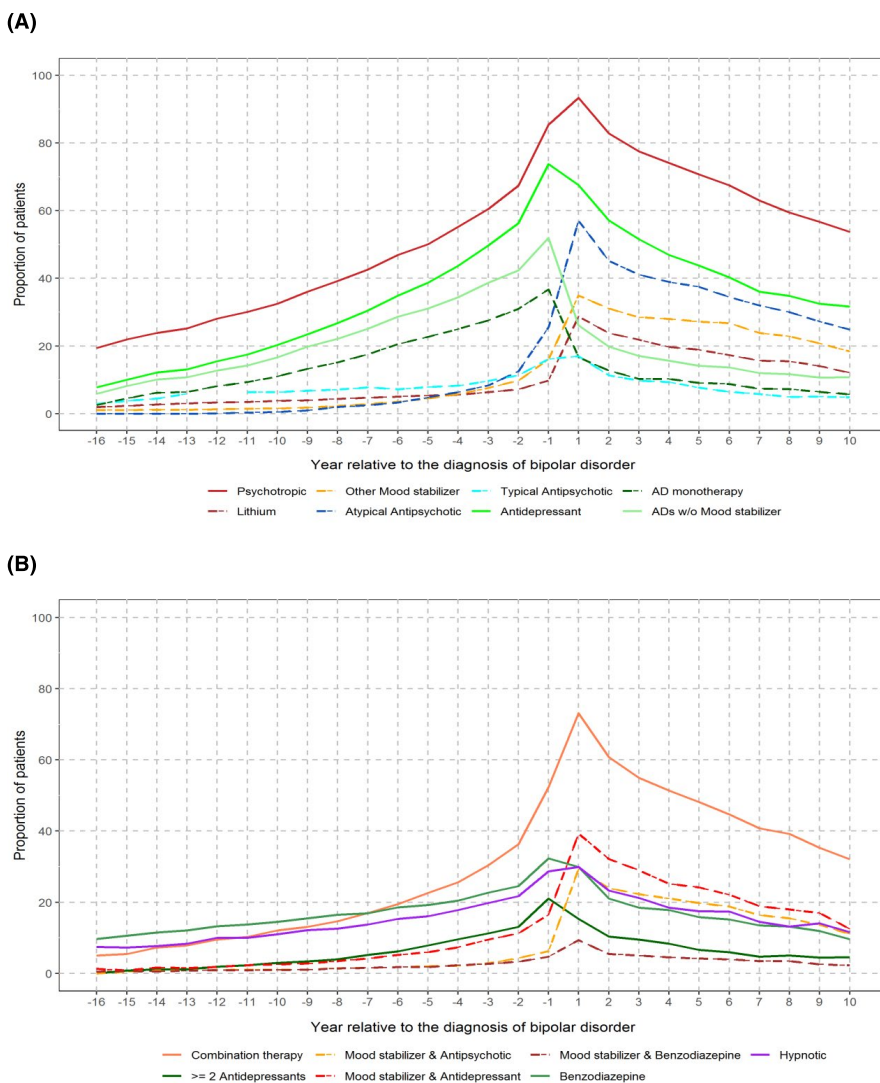 (A)
100
80
60
40
20
0
Proportion of patients
-16 -15 -14 -13 -12 -11 -10 -9 -8 -7 -6 -5 -4 -3 -2 -1 1 2 3 4 5 6 7 8 9 10
Year relative to the diagnosis of bipolar disorder
Psychotropic Other Mood stabilizer Typical Antipsychotic AD monotherapy
Lithium Atypical Antipsychotic Antidepressant ADs w/o Mood stabilizer
(B)
100
80
60
40
20
0
Proportion of patients
-16 -15 -14 -13 -12 -11 -10 -9 -8 -7 -6 -5 -4 -3 -2 -1 1 2 3 4 5 6 7 8 9 10
Year relative to the diagnosis of bipolar disorder
Combination therapy Mood stabilizer & Antipsychotic Mood stabilizer & Benzodiazepine Hypnotic
>= 2 Antidepressants Mood stabilizer & Antidepressant Benzodiazepine